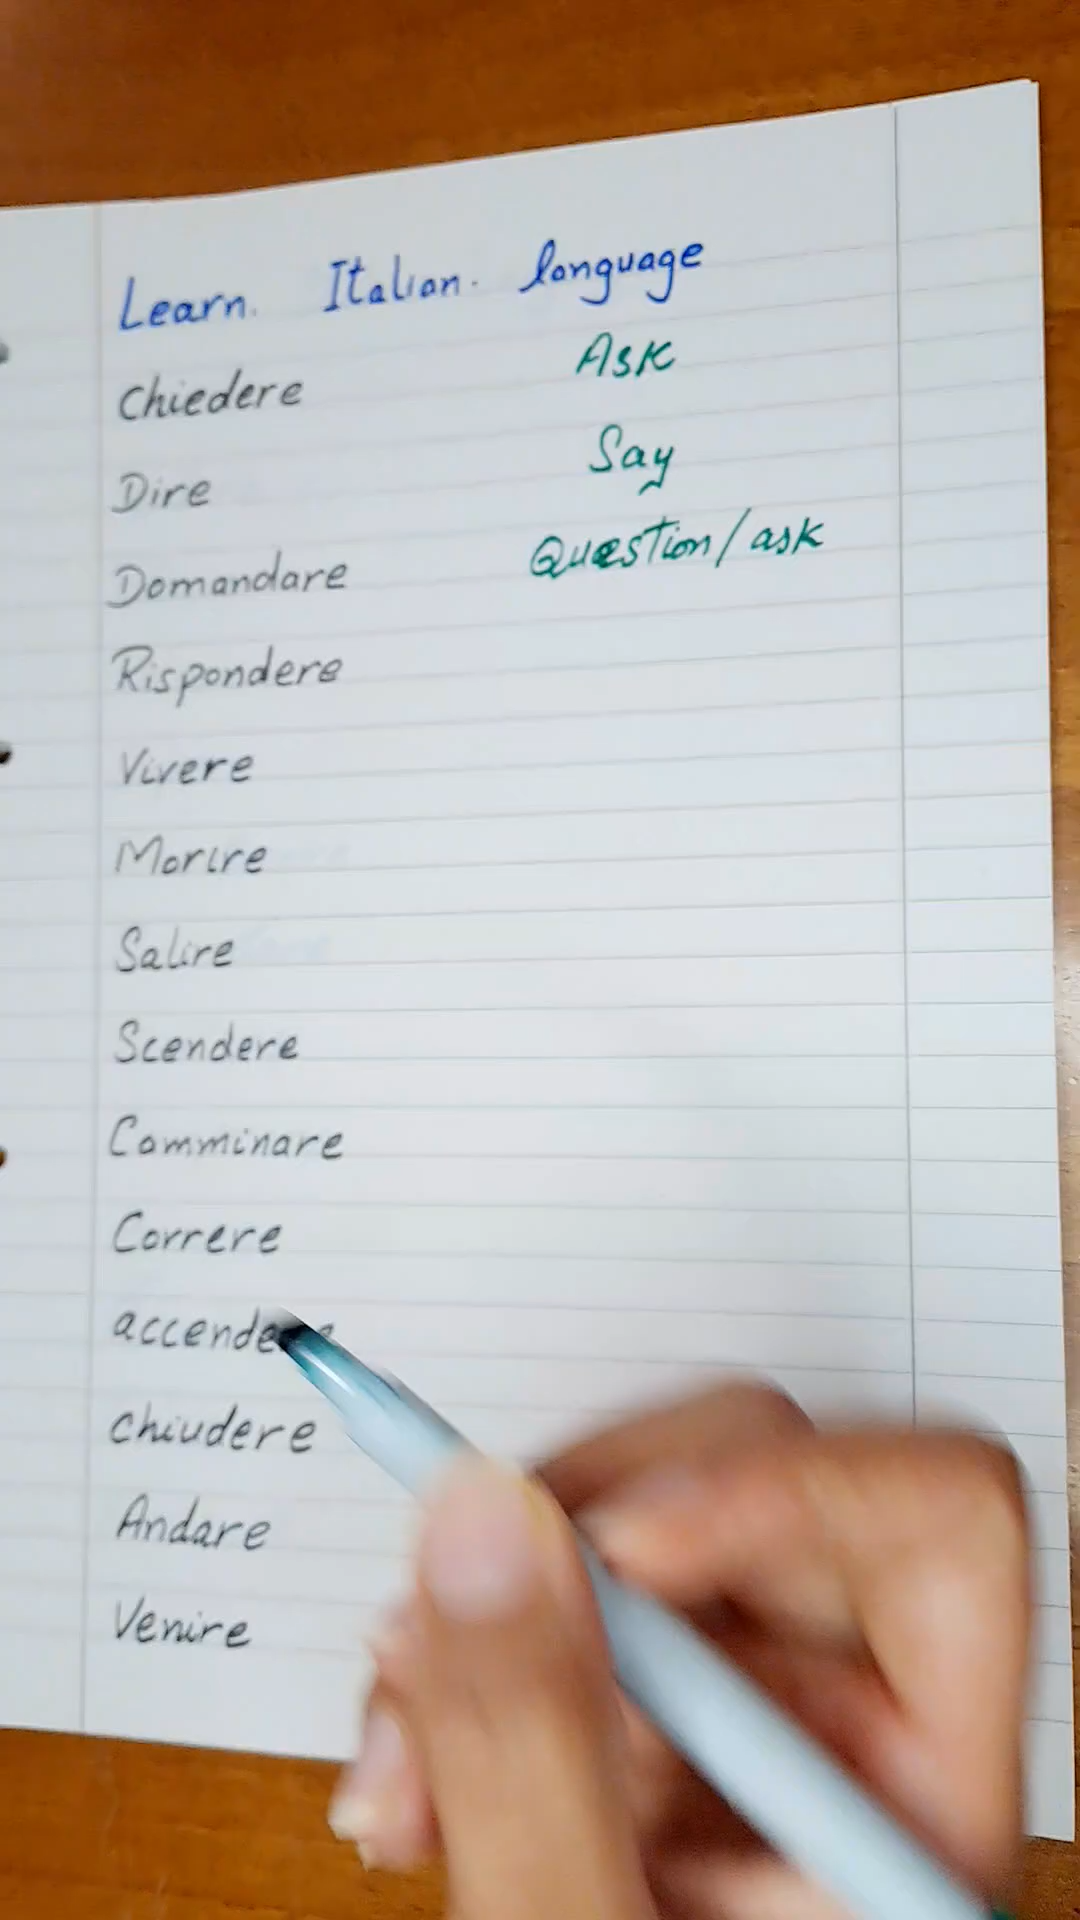 Learn. Italian. language
Chiedere Ask
Dire Say
Domandare Question/ask
Rispondere
Vivere
Morire
Salire
Scendere
Camminare
Correre
Chiudere
Andare
Venire